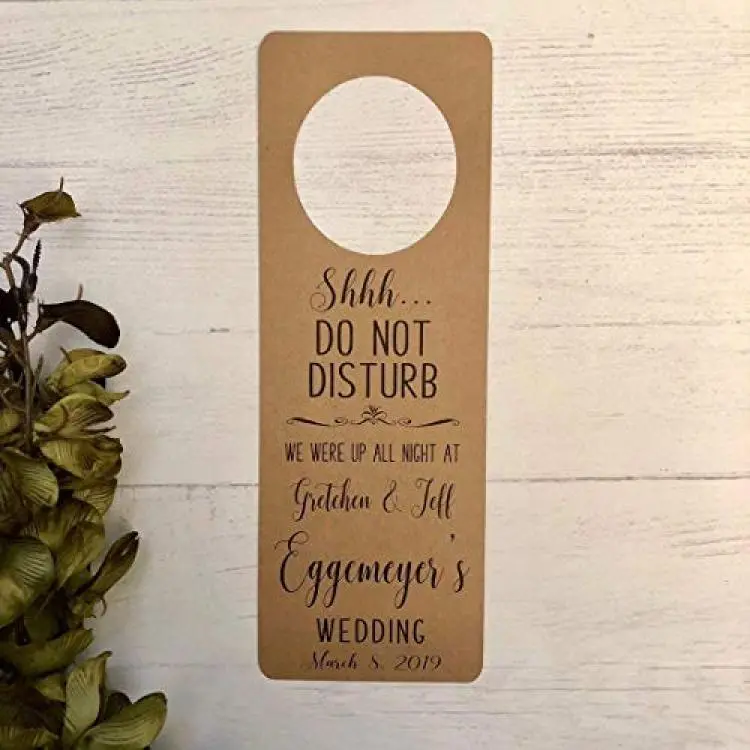 Shhh...
DO NOT
DISTURB
WE WERE UP ALL NIGHT AT
Gretchen & Jeff
Eggemeyer's
WEDDING
March 8, 2019